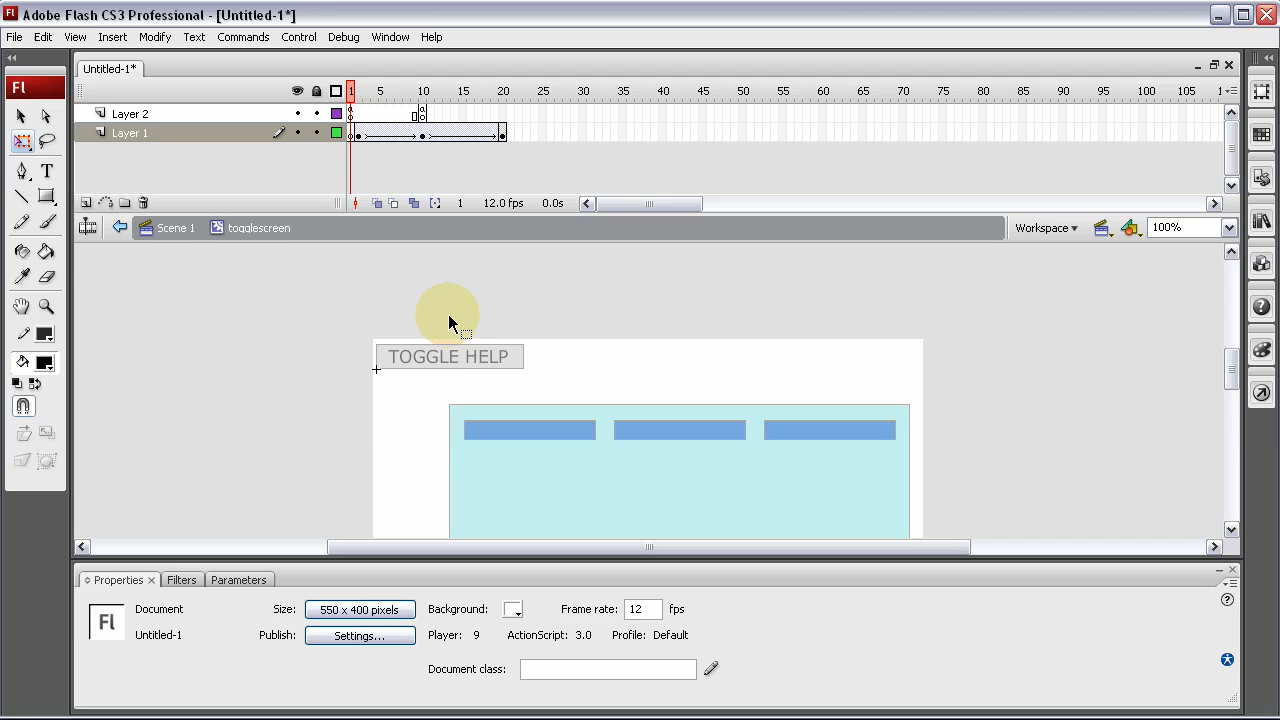 Adobe Flash CS3 Professional - [Untitled-1*]
File Edit View Insert Modify Text Commands Control Debug Window Help
Untitled-1*
1 5 10 15 20 25 30 35 40 45 50 55 60 65 70 75 80 85 90 95 100 105 1
Layer 2
Layer 1
1 12.0 fps 0.0s
Scene 1 togglescreen Workspace 100%
Fl
TOGGLE HELP
Properties Filters Parameters
Fl
Document Size: 550 x 400 pixels Background: Frame rate: 12 fps
Untitled-1 Publish: Settings... Player: 9 ActionScript: 3.0 Profile: Default
Document class: